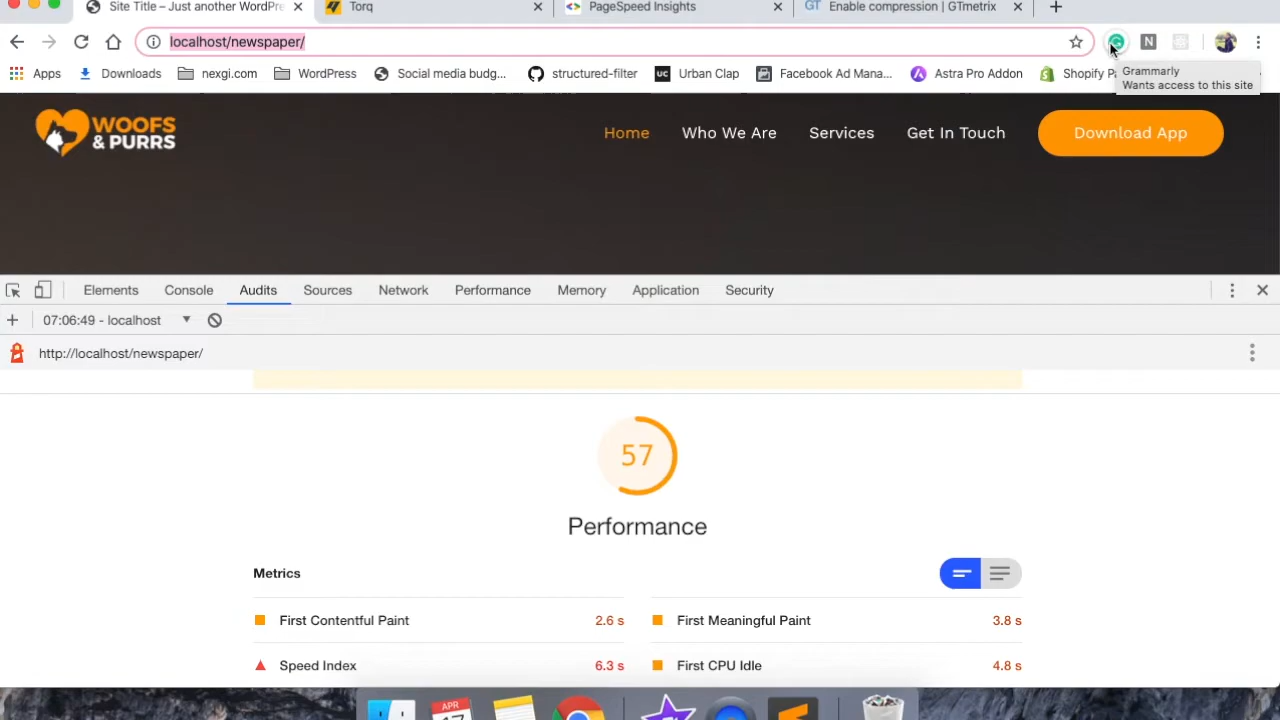 Site Title – Just another WordPre
Torq
PageSpeed Insights
GT Enable compression | GTmetrix
localhost/newspaper/
N
Grammarly
Wants access to this site
Apps
Downloads
nexgi.com
WordPress
Social media budg...
structured-filter
UC Urban Clap
Facebook Ad Mana...
Astra Pro Addon
Shopify P
WOOFS
& PURRS
Home
Who We Are
Services
Get In Touch
Download App
Elements
Console
Audits
Sources
Network
Performance
Memory
Application
Security
07:06:49 - localhost
http://localhost/newspaper/
57
Performance
Metrics
First Contentful Paint 2.6 s
First Meaningful Paint 3.8 s
Speed Index 6.3 s
First CPU Idle 4.8 s
APR
17